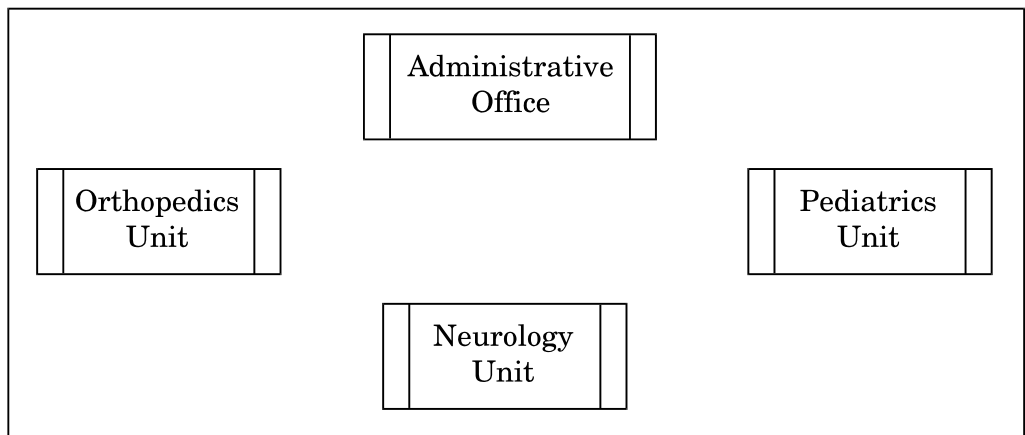 Administrative
Office
Orthopedics
Unit
Pediatrics
Unit
Neurology
Unit